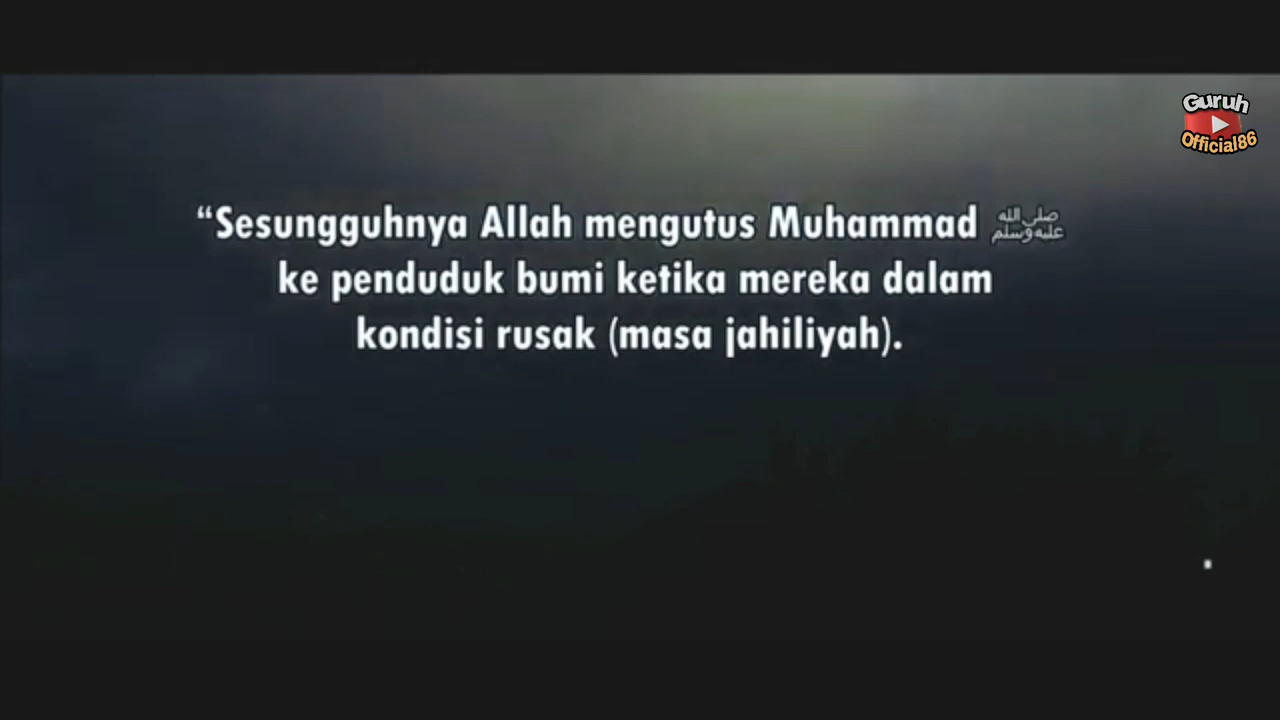 Guruh
Official86
“Sesungguhnya Allah mengutus Muhammad ﷺ
ke penduduk bumi ketika mereka dalam
kondisi rusak (masa jahiliyah).